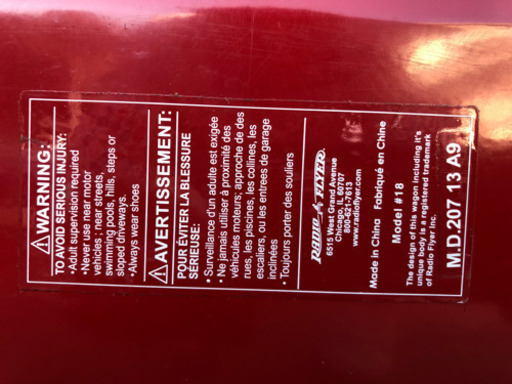 ⚠WARNING:
TO AVOID SERIOUS INJURY:
•Adult supervision required
•Never use near motor
vehicles ; near streets,
swimming pools, hills, steps or
sloped driveways.
•Always wear shoes
⚠AVERTISSEMENT:
POUR ÉVITER LA BLESSURE
SÉRIEUSE:
• Surveillance d'un adulte est exigée
• Ne jamais utiliser à proximité des
véhicules moteurs; approche de des
rues, les piscines, les collines, les
escaliers, ou les entrees de garage
inclinées
• Toujours porter des souliers
RADIO FLYER
6515 West Grand Avenue
Chicago, IL 60707
800-621-7613
www.radioflyer.com
Made in China Fabriqué en Chine
Model #18
The design of this wagon including it's
unique body is a registered trademark
of Radio Flyer Inc.
M.D.207 13 A9